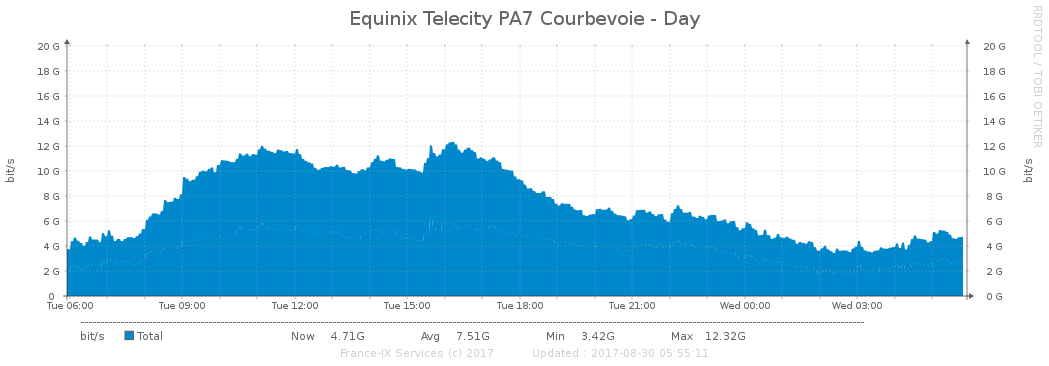 Equinix Telecity PA7 Courbevoie - Day
RRDTOOL / TOBI OETIKER
bit/s
20 G 20 G
18 G 18 G
16 G 16 G
14 G 14 G
12 G 12 G
10 G 10 G
8 G 8 G
6 G 6 G
4 G 4 G
2 G 2 G
0 0 G
bit/s
Tue 06:00 Tue 09:00 Tue 12:00 Tue 15:00 Tue 18:00 Tue 21:00 Wed 00:00 Wed 03:00
bit/s Total Now 4.71G Avg 7.51G Min 3.42G Max 12.32G
France-IX Services (c) 2017 Updated : 2017-08-30 05:55:11